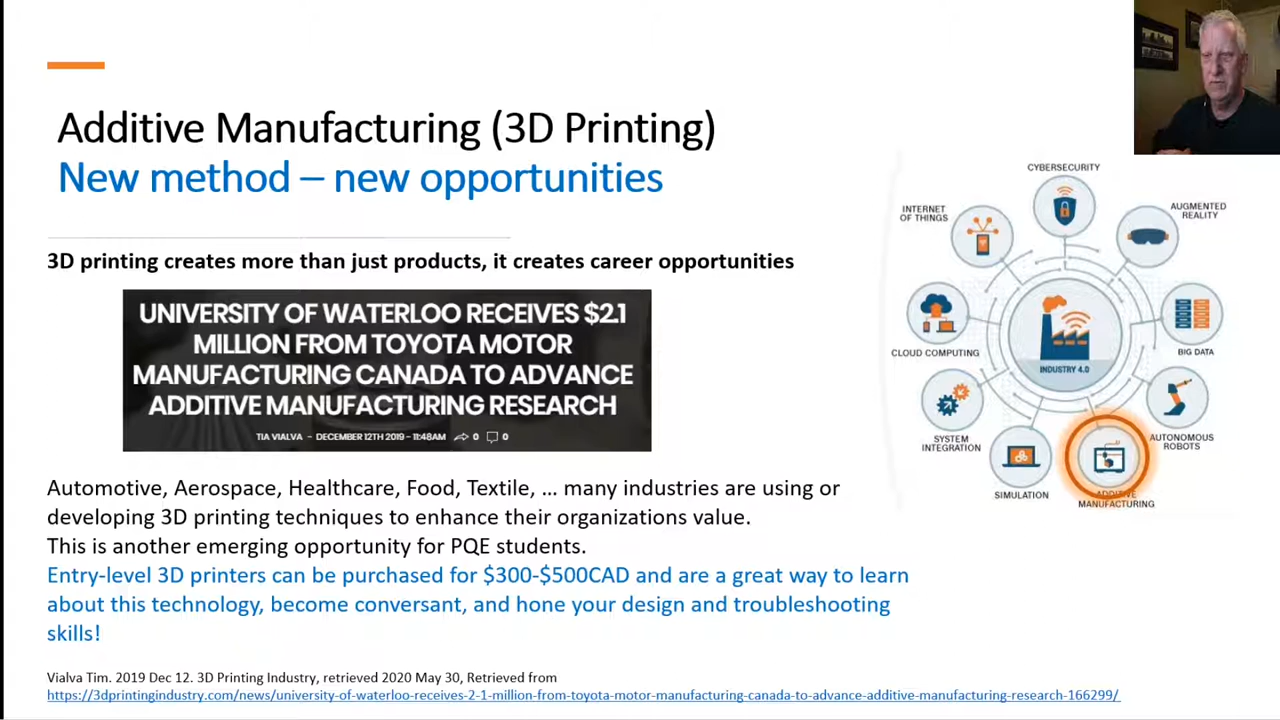 Additive Manufacturing (3D Printing)
New method – new opportunities
3D printing creates more than just products, it creates career opportunities
UNIVERSITY OF WATERLOO RECEIVES $2.1
MILLION FROM TOYOTA MOTOR
MANUFACTURING CANADA TO ADVANCE
ADDITIVE MANUFACTURING RESEARCH
TIA VIALVA - DECEMBER 12TH 2019 - 11:48AM 0 0
CYBERSECURITY
INTERNET
OF THINGS
AUGMENTED
REALITY
CLOUD COMPUTING
BIG DATA
INDUSTRY 4.0
SYSTEM
INTEGRATION
AUTONOMOUS
ROBOTS
SIMULATION
ADDITIVE
MANUFACTURING
Automotive, Aerospace, Healthcare, Food, Textile, … many industries are using or
developing 3D printing techniques to enhance their organizations value.
This is another emerging opportunity for PQE students.
Entry-level 3D printers can be purchased for $300-$500CAD and are a great way to learn
about this technology, become conversant, and hone your design and troubleshooting
skills!
Vialva Tim. 2019 Dec 12. 3D Printing Industry, retrieved 2020 May 30, Retrieved from
https://3dprintingindustry.com/news/university-of-waterloo-receives-2-1-million-from-toyota-motor-manufacturing-canada-to-advance-additive-manufacturing-research-166299/